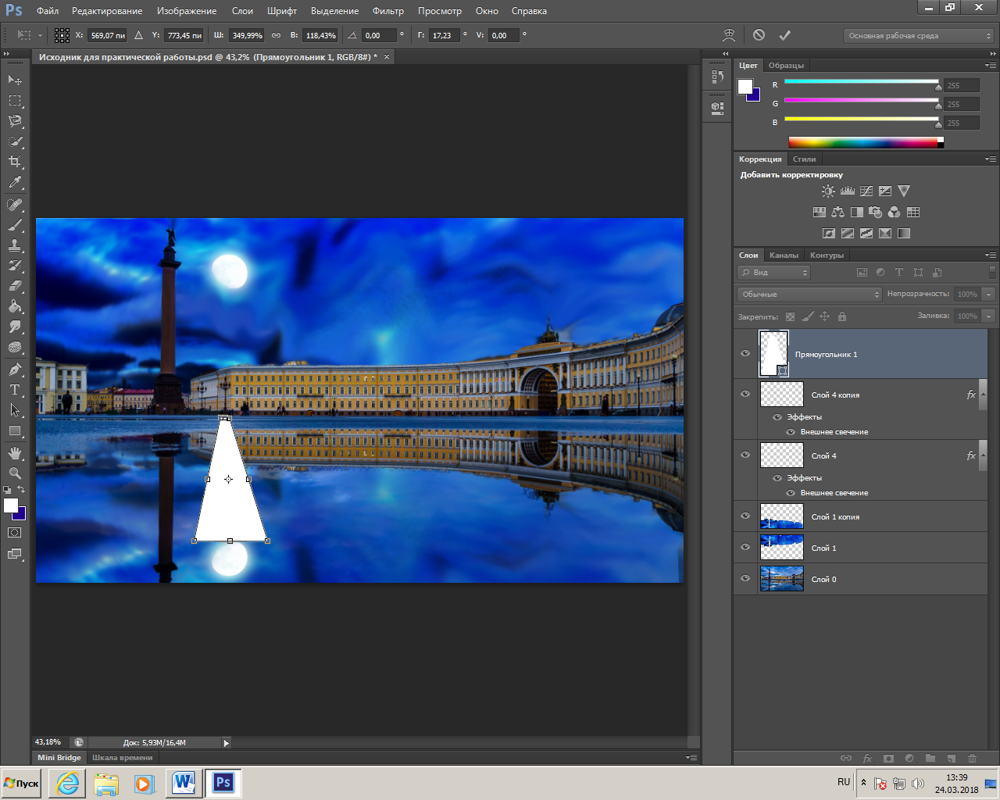 Ps Файл Редактирование Изображение Слои Шрифт Выделение Фильтр Просмотр Окно Справка
X: 569,07 пи Y: 773,45 пи Ш: 349,99% В: 118,43% 0,00 ° Г: 17,23 ° V: 0,00 ° Основная рабочая среда
Исходник для практической работы.psd @ 43,2% (Прямоугольник 1, RGB/8#) * ×
Цвет Образцы
R 255
G 255
B 255
Коррекция Стили
Добавить корректировку
Слои Каналы Контуры
Вид
Обычные Непрозрачность: 100%
Закрепить: Заливка: 100%
Прямоугольник 1
Слой 4 копия fx
Эффекты
Внешнее свечение
Слой 4 fx
Эффекты
Внешнее свечение
Слой 1 копия
Слой 1
Слой 0
43,18% Док: 5,93M/16,4M
Mini Bridge Шкала времени
fx
Пуск W Ps RU 13:39
24.03.2018